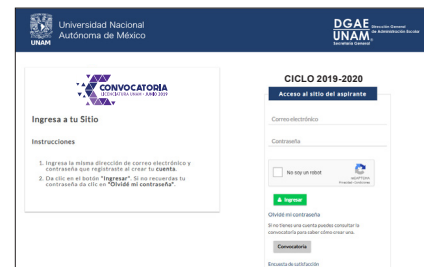 Universidad Nacional
Autónoma de México
UNAM
DGAE
UNAM
Dirección General
de Administración Escolar
Secretaría General
CONVOCATORIA
LICENCIATURA UNAM - JUNIO 2019
Ingresa a tu Sitio
Instrucciones
1. Ingresa la misma dirección de correo electrónico y
contraseña que registraste al crear tu cuenta.
2. Da clic en el botón "Ingresar". Si no recuerdas tu
contraseña da clic en "Olvidé mi contraseña".
CICLO 2019-2020
Acceso al sitio del aspirante
Correo electrónico
Contraseña
No soy un robot
reCAPTCHA
Privacidad - Condiciones
Ingresar
Olvidé mi contraseña
Si no tienes una cuenta puedes consultar la
convocatoria para saber cómo crear una.
Convocatoria
Encuesta de satisfacción